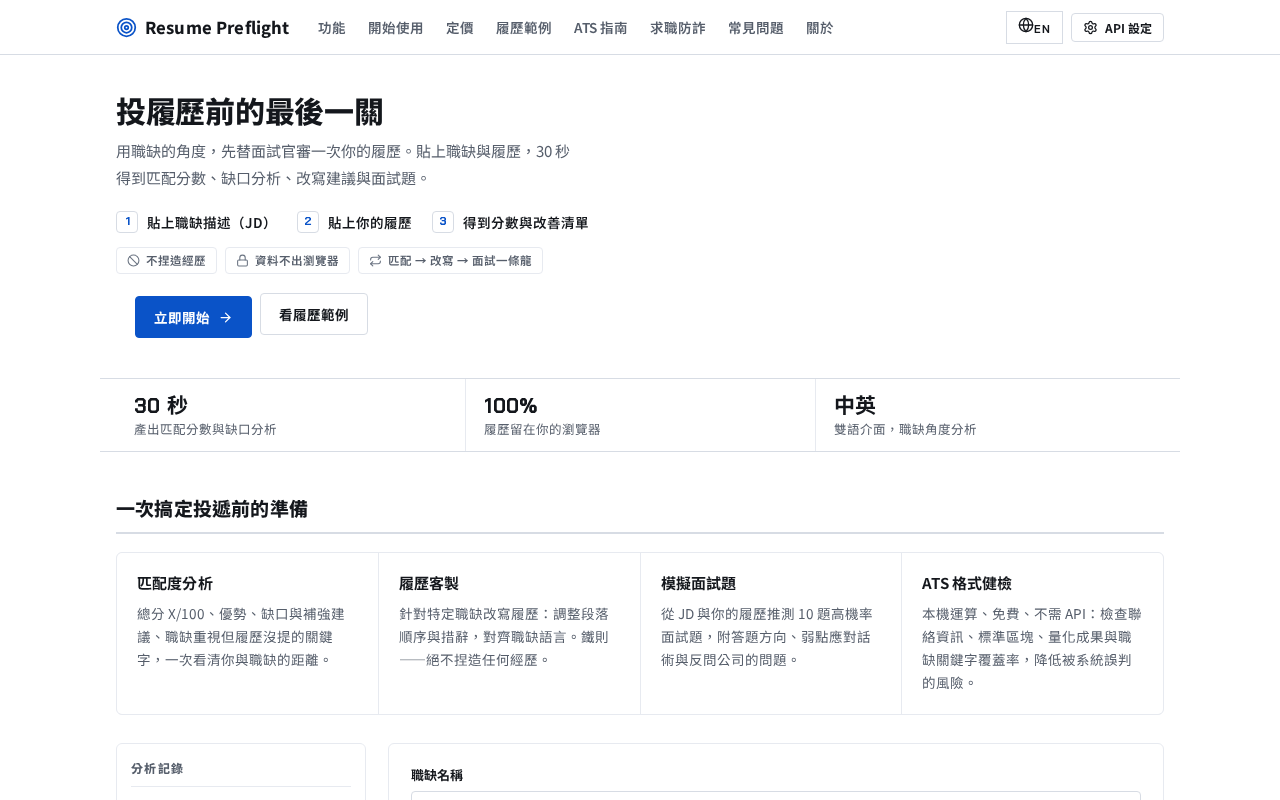 Resume Preflight
功能
開始使用
定價
履歷範例
ATS 指南
求職防詐
常見問題
關於
EN
API 設定
投履歷前的最後一關
用職缺的角度，先替面試官審一次你的履歷。貼上職缺與履歷，30 秒
得到匹配分數、缺口分析、改寫建議與面試題。
1 貼上職缺描述（JD）
2 貼上你的履歷
3 得到分數與改善清單
不捏造經歷
資料不出瀏覽器
匹配 → 改寫 → 面試一條龍
立即開始 →
看履歷範例
30 秒
產出匹配分數與缺口分析
100%
履歷留在你的瀏覽器
中英
雙語介面，職缺角度分析
一次搞定投遞前的準備
匹配度分析
總分 X/100、優勢、缺口與補強建
議、職缺重視但履歷沒提的關鍵
字，一次看清你與職缺的距離。
履歷客製
針對特定職缺改寫履歷：調整段落
順序與措辭，對齊職缺語言。鐵則
——絕不捏造任何經歷。
模擬面試題
從 JD 與你的履歷推測 10 題高機率
面試題，附答題方向、弱點應對話
術與反問公司的問題。
ATS 格式健檢
本機運算、免費、不需 API：檢查聯
絡資訊、標準區塊、量化成果與職
缺關鍵字覆蓋率，降低被系統誤判
的風險。
分析記錄
職缺名稱